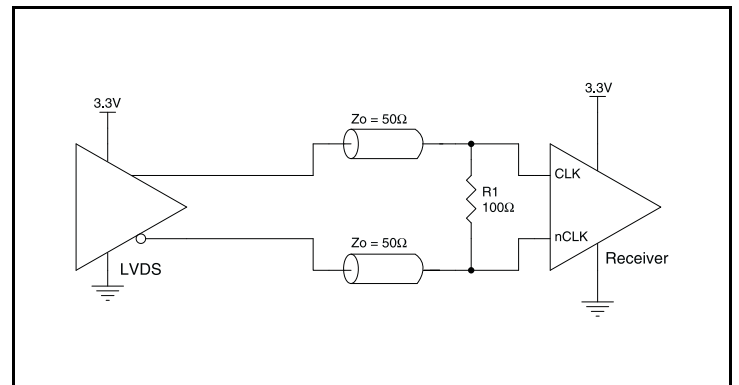 3.3V
3.3V
Zo = 50Ω
CLK
R1
100Ω
nCLK
Zo = 50Ω
LVDS
Receiver